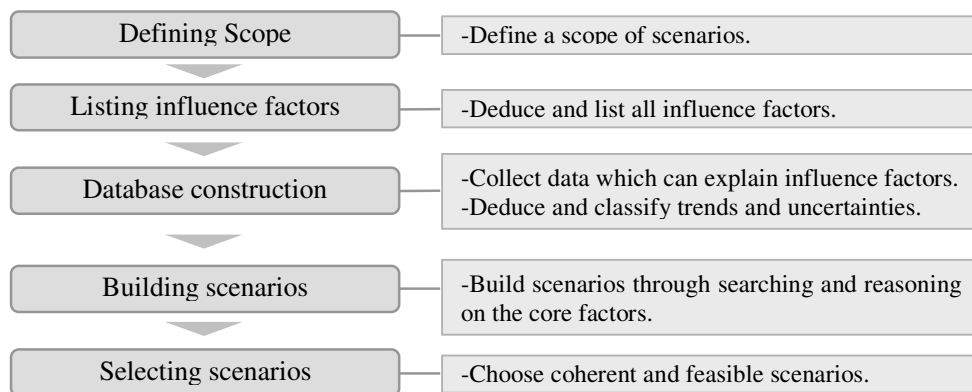 Defining Scope
-Define a scope of scenarios.
Listing influence factors
-Deduce and list all influence factors.
Database construction
-Collect data which can explain influence factors.
-Deduce and classify trends and uncertainties.
Building scenarios
-Build scenarios through searching and reasoning
on the core factors.
Selecting scenarios
-Choose coherent and feasible scenarios.